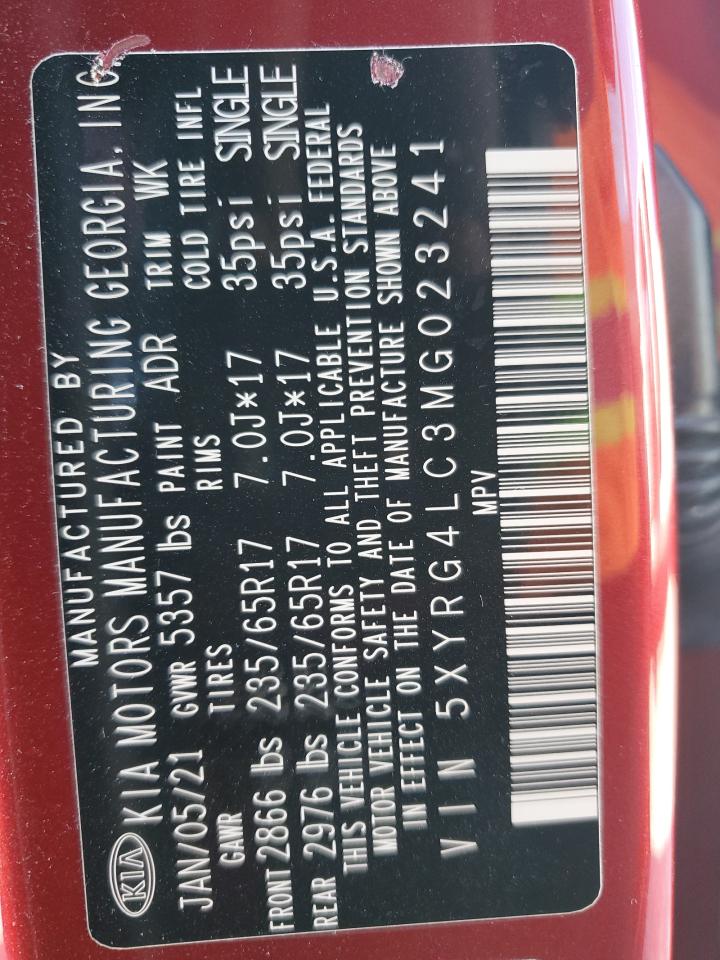 MANUFACTURED BY
KIA KIA MOTORS MANUFACTURING GEORGIA, INC.
JAN/05/21 GVWR 5357 lbs PAINT ADR TRIM WK
GAWR TIRES RIMS COLD TIRE INFL
FRONT 2866 lbs 235/65R17 7.0J*17 35psi SINGLE
REAR 2976 lbs 235/65R17 7.0J*17 35psi SINGLE
THIS VEHICLE CONFORMS TO ALL APPLICABLE U.S.A. FEDERAL
MOTOR VEHICLE SAFETY AND THEFT PREVENTION STANDARDS
IN EFFECT ON THE DATE OF MANUFACTURE SHOWN ABOVE
VIN 5XYRG4LC3MG023241
MPV